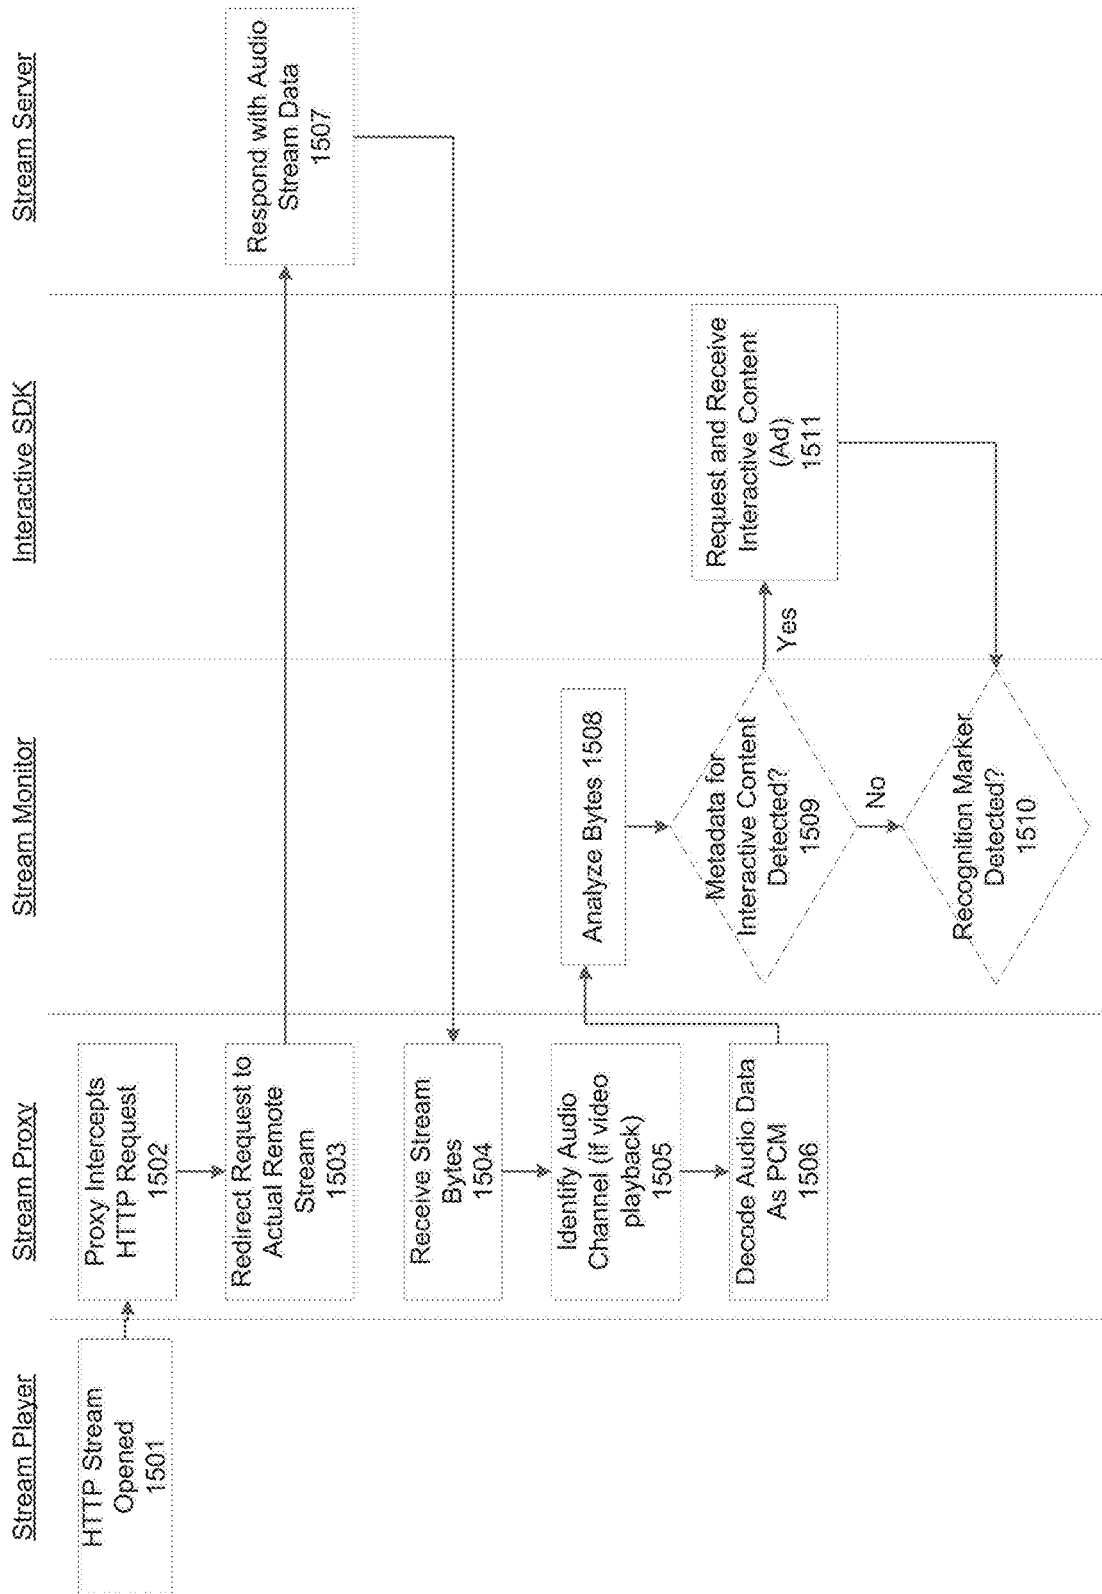 Stream Player
Stream Proxy
Stream Monitor
Interactive SDK
Stream Server
HTTP Stream
Opened
1501
Proxy Intercepts
HTTP Request
1502
Redirect Request to
Actual Remote
Stream
1503
Respond with Audio
Stream Data
1507
Receive Stream
Bytes
1504
Identify Audio
Channel (if video
playback)
1505
Decode Audio Data
As PCM
1506
Analyze Bytes 1508
Metadata for
Interactive Content
Detected?
1509
Yes
No
Request and Receive
Interactive Content
(Ad)
1511
Recognition Marker
Detected?
1510